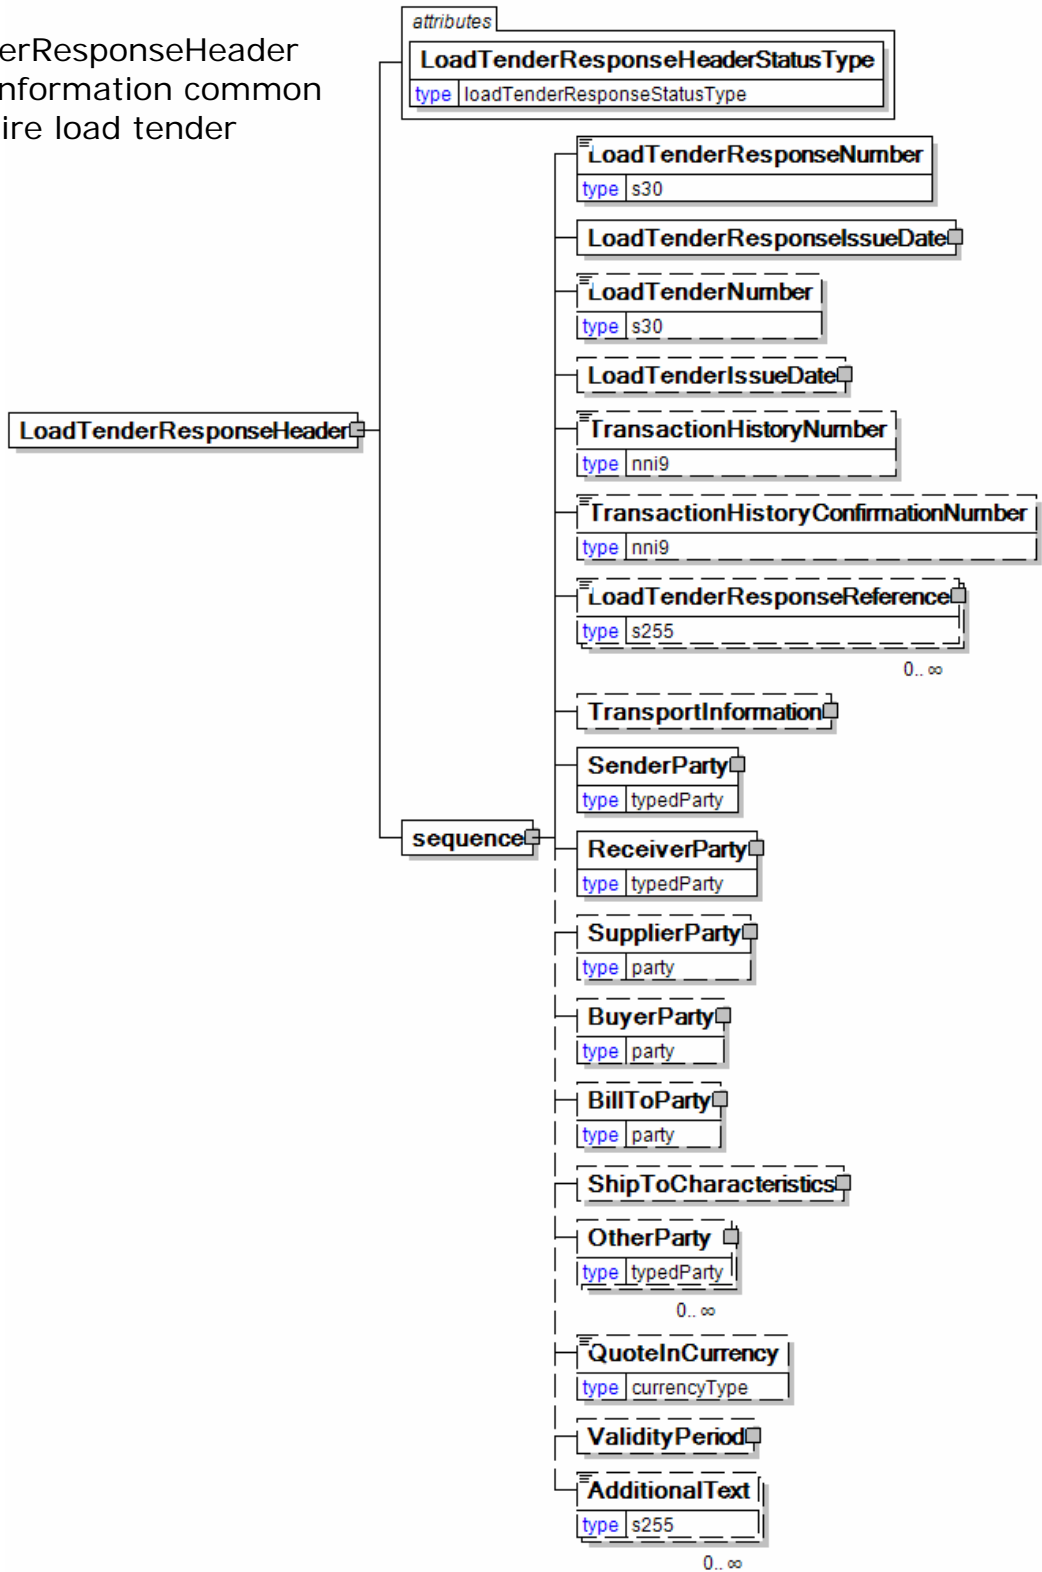 attributes
derResponseHeader
information common
ire load tender
LoadTenderResponseHeaderStatusType
type loadTenderResponseStatusType
LoadTenderResponseNumber
type s30
LoadTenderResponseIssueDate
LoadTenderNumber
type s30
LoadTenderIssueDate
LoadTenderResponseHeader
TransactionHistoryNumber
type nni9
TransactionHistoryConfirmationNumber
type nni9
LoadTenderResponseReference
type s255
0.. ∞
TransportInformation
SenderParty
type typedParty
sequence
ReceiverParty
type typedParty
SupplierParty
type party
BuyerParty
type party
BillToParty
type party
ShipToCharacteristics
OtherParty
type typedParty
0.. ∞
QuoteInCurrency
type currencyType
ValidityPeriod
AdditionalText
type s255
0.. ∞